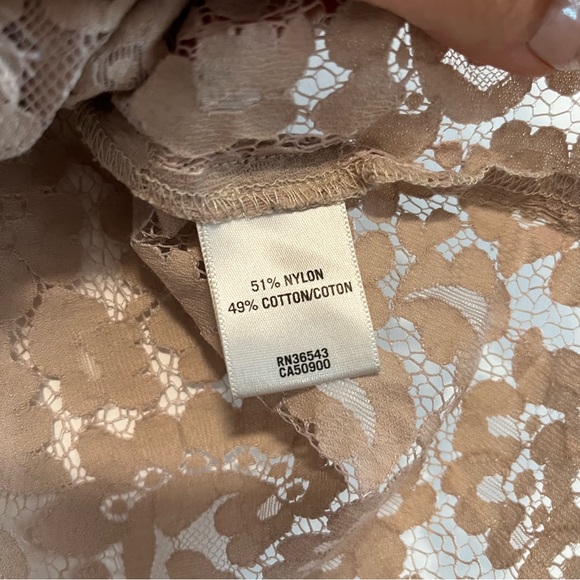 51% NYLON
49% COTTON/COTON
RN36543
CA50900